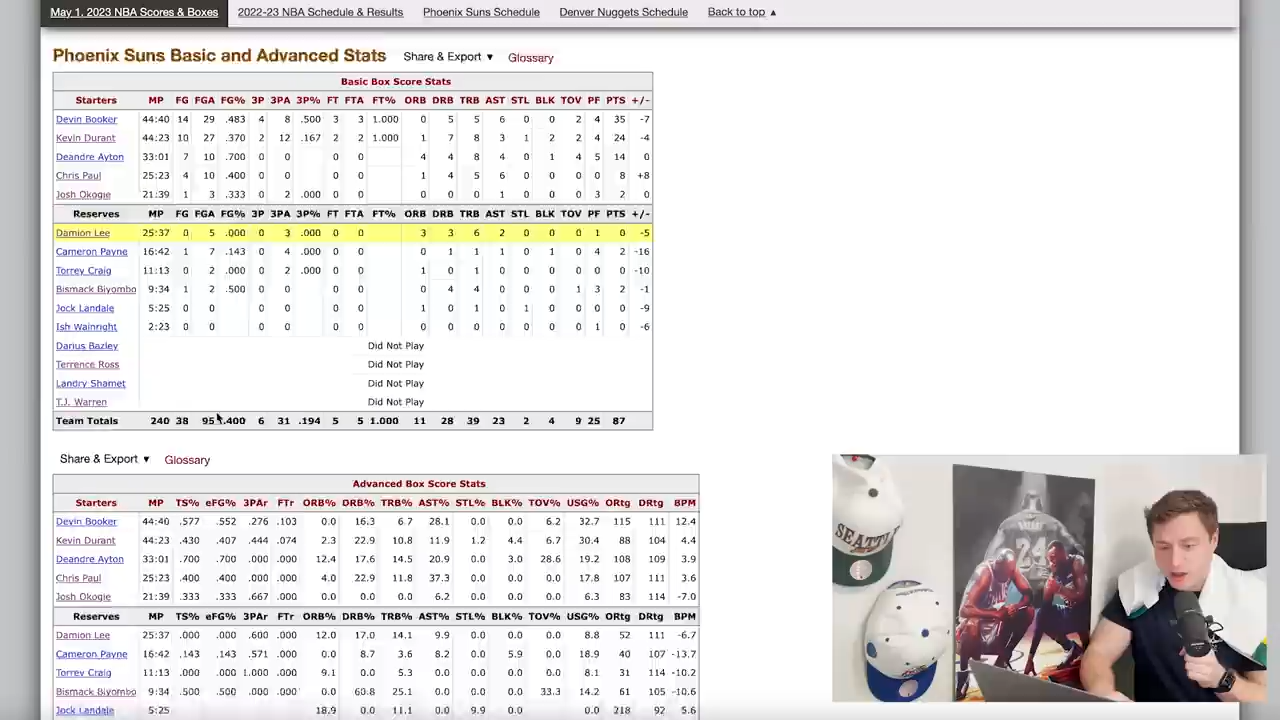 May 1, 2023 NBA Scores & Boxes 2022-23 NBA Schedule & Results Phoenix Suns Schedule Denver Nuggets Schedule Back to top ▲
Phoenix Suns Basic and Advanced Stats Share & Export ▼ Glossary
Basic Box Score Stats
Starters MP FG FGA FG% 3P 3PA 3P% FT FTA FT% ORB DRB TRB AST STL BLK TOV PF PTS +/-
Devin Booker 44:40 14 29 .483 4 8 .500 3 3 1.000 0 5 5 6 0 0 2 4 35 -7
Kevin Durant 44:23 10 27 .370 2 12 .167 2 2 1.000 1 7 8 3 1 2 2 4 24 -4
Deandre Ayton 33:01 7 10 .700 0 0 0 0 4 4 8 4 0 1 4 5 14 0
Chris Paul 25:23 4 10 .400 0 0 0 0 1 4 5 6 0 0 0 0 8 +8
Josh Okogie 21:39 1 3 .333 0 2 .000 0 0 0 0 0 1 0 0 0 3 2 0
Reserves MP FG FGA FG% 3P 3PA 3P% FT FTA FT% ORB DRB TRB AST STL BLK TOV PF PTS +/-
Damion Lee 25:37 0 5 .000 0 3 .000 0 0 3 3 6 2 0 0 0 1 0 -5
Cameron Payne 16:42 1 7 .143 0 4 .000 0 0 0 1 1 1 0 1 0 4 2 -16
Torrey Craig 11:13 0 2 .000 0 2 .000 0 0 1 0 1 0 0 0 0 0 0 -10
Bismack Biyombo 9:34 1 2 .500 0 0 0 0 0 4 4 0 0 0 1 3 2 -1
Jock Landale 5:25 0 0 0 0 0 0 1 0 1 0 1 0 0 0 0 -9
Ish Wainright 2:23 0 0 0 0 0 0 0 0 0 0 0 0 0 1 0 -6
Darius Bazley Did Not Play
Terrence Ross Did Not Play
Landry Shamet Did Not Play
T.J. Warren Did Not Play
Team Totals 240 38 95 .400 6 31 .194 5 5 1.000 11 28 39 23 2 4 9 25 87
Share & Export ▼ Glossary
Advanced Box Score Stats
Starters MP TS% eFG% 3PAr FTr ORB% DRB% TRB% AST% STL% BLK% TOV% USG% ORtg DRtg BPM
Devin Booker 44:40 .577 .552 .276 .103 0.0 16.3 6.7 28.1 0.0 0.0 6.2 32.7 115 111 12.4
Kevin Durant 44:23 .430 .407 .444 .074 2.3 22.9 10.8 11.9 1.2 4.4 6.7 30.4 88 104 4.4
Deandre Ayton 33:01 .700 .700 .000 .000 12.4 17.6 14.5 20.9 0.0 3.0 28.6 19.2 108 109 3.9
Chris Paul 25:23 .400 .400 .000 .000 4.0 22.9 11.8 37.3 0.0 0.0 0.0 17.8 107 111 3.6
Josh Okogie 21:39 .333 .333 .667 .000 0.0 0.0 0.0 6.2 0.0 0.0 0.0 6.3 83 114 -7.0
Reserves MP TS% eFG% 3PAr FTr ORB% DRB% TRB% AST% STL% BLK% TOV% USG% ORtg DRtg BPM
Damion Lee 25:37 .000 .000 .600 .000 12.0 17.0 14.1 9.9 0.0 0.0 0.0 8.8 52 111 -6.7
Cameron Payne 16:42 .143 .143 .571 .000 0.0 8.7 3.6 8.2 0.0 5.9 0.0 18.9 40 107 -13.7
Torrey Craig 11:13 .000 .000 1.000 .000 9.1 0.0 5.3 0.0 0.0 0.0 0.0 8.1 31 114 -10.2
Bismack Biyombo 9:34 .500 .500 .000 .000 0.0 60.8 25.1 0.0 0.0 0.0 33.3 14.2 61 105 -10.6
Jock Landale 5:25 18.9 0.0 11.1 0.0 9.9 0.0 0.0 218 92 5.6
SEATTLE
24